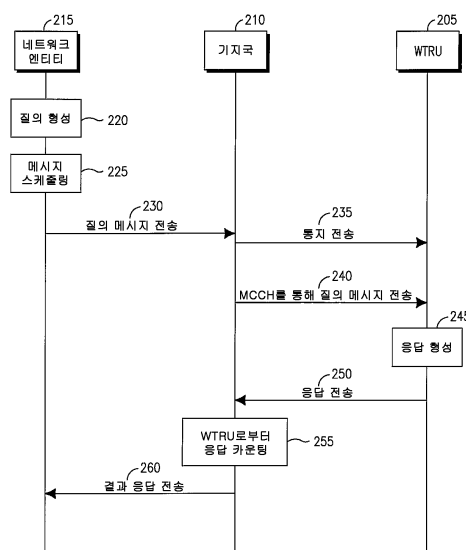 215
네트워크
엔티티
210
기지국
205
WTRU
질의 형성
220
메시지
스케줄링
225
230
질의 메시지 전송
235
통지 전송
240
MCCH를 통해 질의 메시지 전송
245
응답 형성
250
응답 전송
WTRU로부터
응답 카운팅
255
260
결과 응답 전송